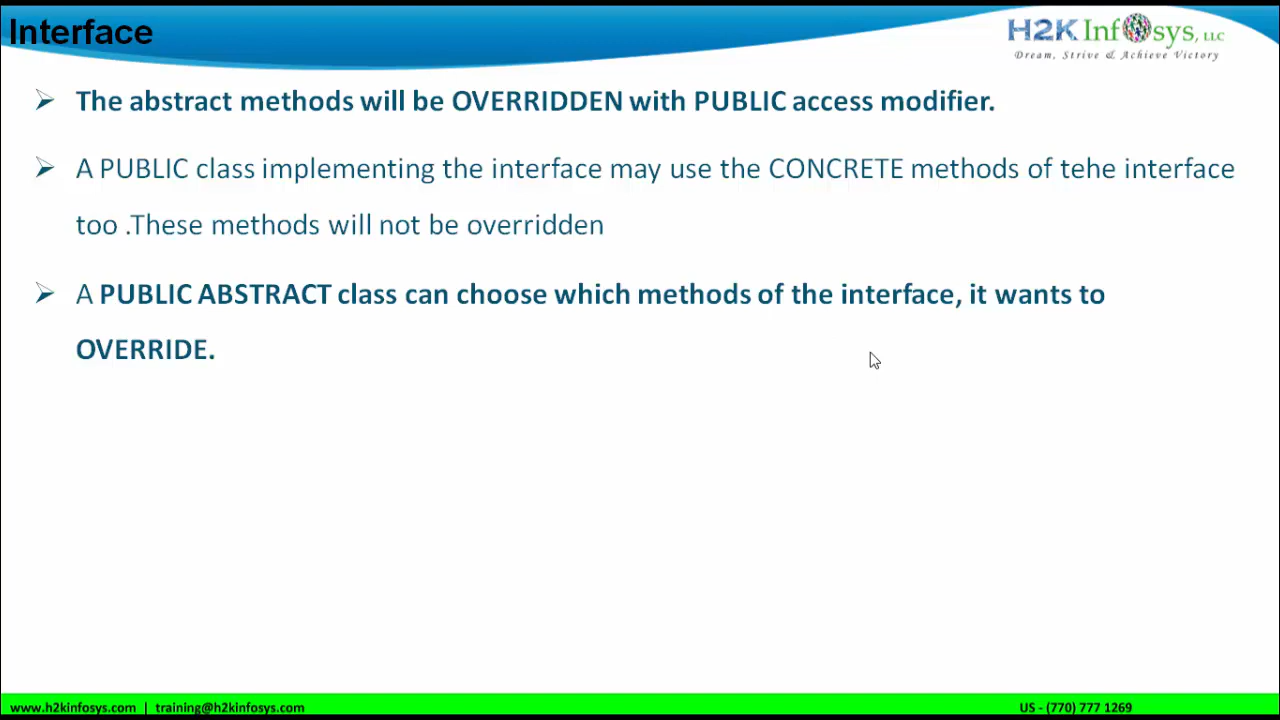 Interface
H2K Infosys, LLC
Dream, Strive & Achieve Victory
The abstract methods will be OVERRIDDEN with PUBLIC access modifier.
A PUBLIC class implementing the interface may use the CONCRETE methods of tehe interface
too .These methods will not be overridden
A PUBLIC ABSTRACT class can choose which methods of the interface, it wants to
OVERRIDE.
www.h2kinfosys.com | training@h2kinfosys.com
US - (770) 777 1269